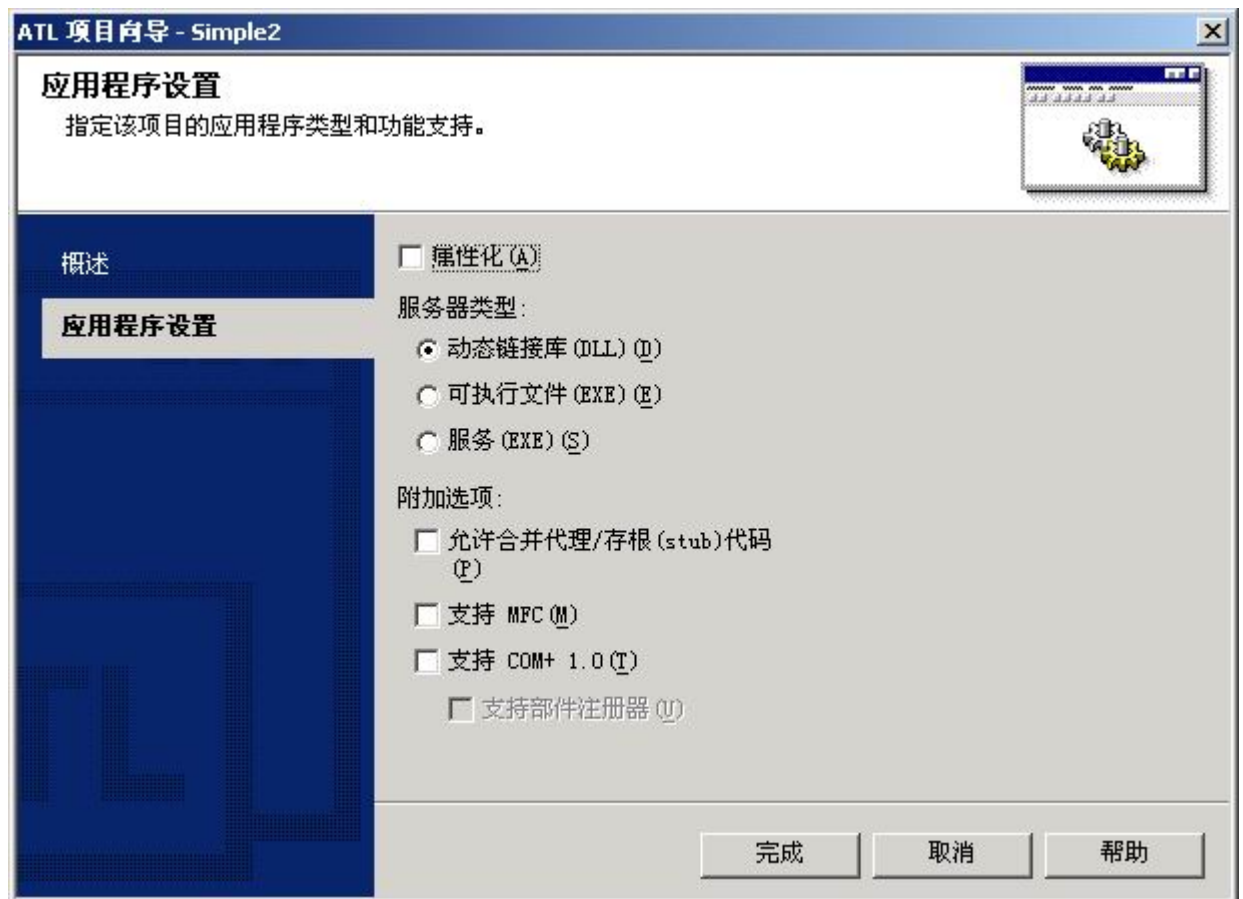 ATL 项目向导 - Simple2
应用程序设置
指定该项目的应用程序类型和功能支持。
概述
应用程序设置
属性化(A)
服务器类型:
动态链接库(DLL)(D)
可执行文件(EXE)(E)
服务(EXE)(S)
附加选项:
允许合并代理/存根(stub)代码
(P)
支持 MFC(M)
支持 COM+ 1.0(T)
支持部件注册器(U)
完成
取消
帮助